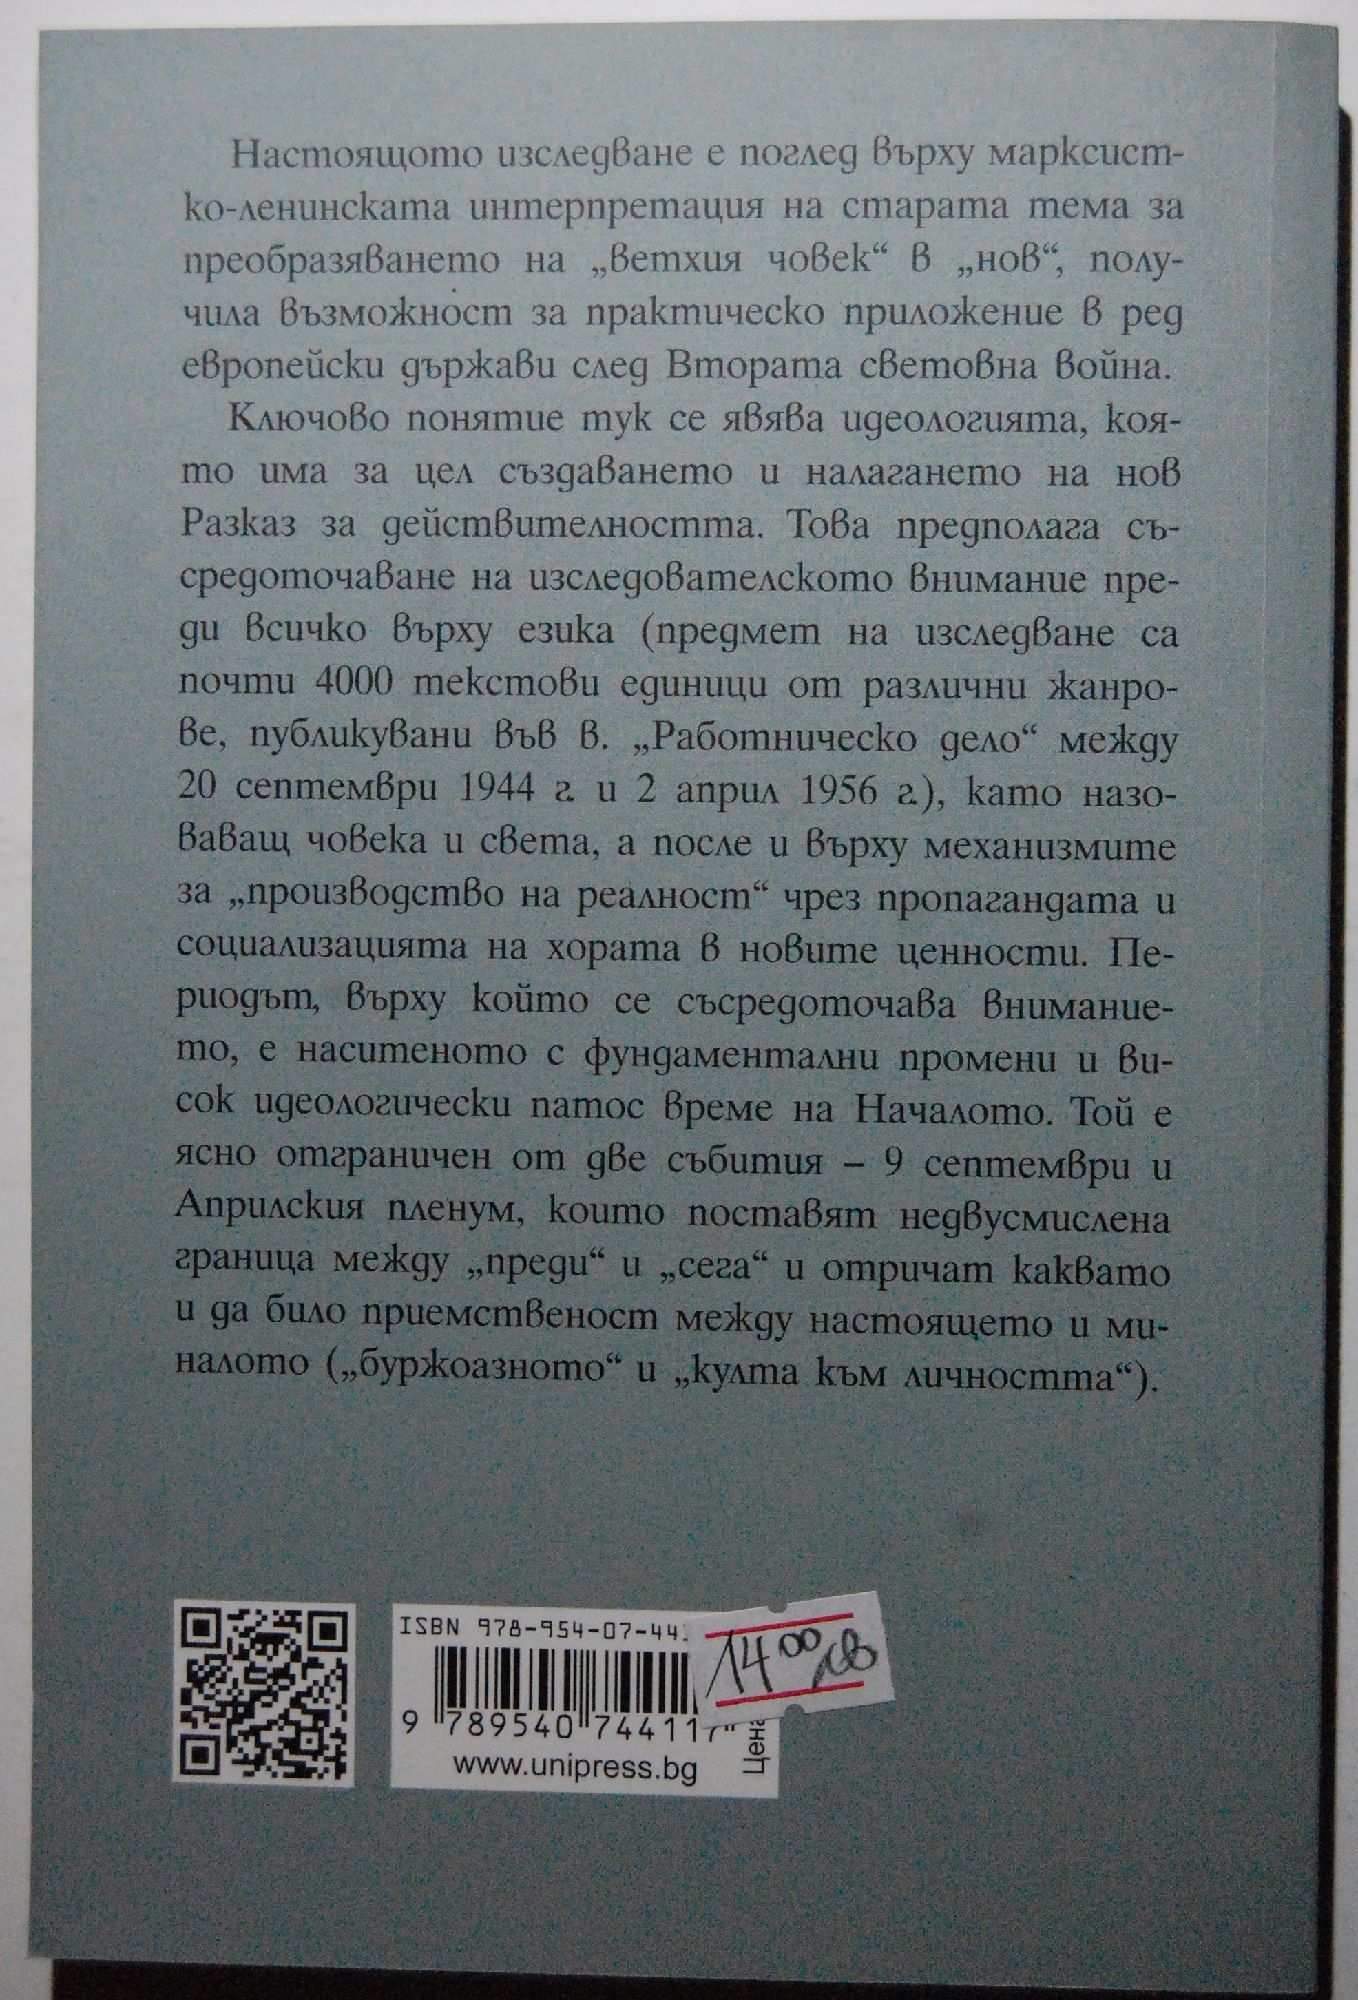 Настоящото изследване е поглед върху марксист-
ко-ленинската интерпретация на старата тема за
преобразяването на „ветхия човек“ в „нов“, полу-
чила възможност за практическо приложение в ред
европейски държави след Втората световна война.
Ключово понятие тук се явява идеологията, коя-
то има за цел създаването и налагането на нов
Разказ за действителността. Това предполага съ-
средоточаване на изследователското внимание пре-
ди всичко върху езика (предмет на изследване са
почти 4000 текстови единици от различни жанро-
ве, публикувани във в. „Работническо дело“ между
20 септември 1944 г. и 2 април 1956 г.), като назо-
ваващ човека и света, а после и върху механизмите
за „производство на реалност“ чрез пропагандата и
социализацията на хората в новите ценности. Пе-
риодът, върху който се съсредоточава внимание-
то, е наситеното с фундаментални промени и ви-
сок идеологически патос време на Началото. Той е
ясно отграничен от две събития – 9 септември и
Априлския пленум, които поставят недвусмислена
граница между „преди“ и „сега“ и отричат каквато
и да било приемственост между настоящето и ми-
налото („буржоазното“ и „култа към личността“).
ISBN 978-954-07-44
14 00 лв
9 789540 744117
www.unipress.bg
Цена